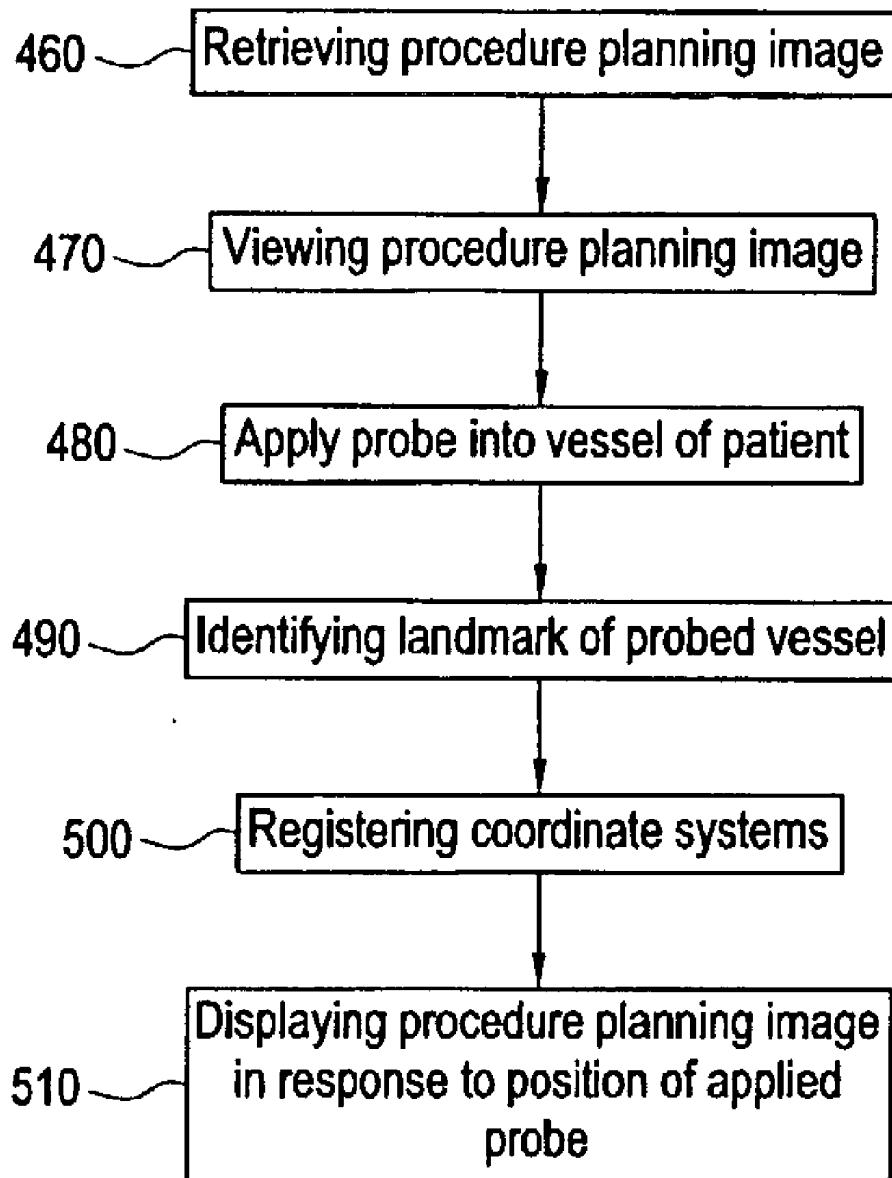 460 Retrieving procedure planning image
470 Viewing procedure planning image
480 Apply probe into vessel of patient
490 Identifying landmark of probed vessel
500 Registering coordinate systems
Displaying procedure planning image
510 in response to position of applied
probe